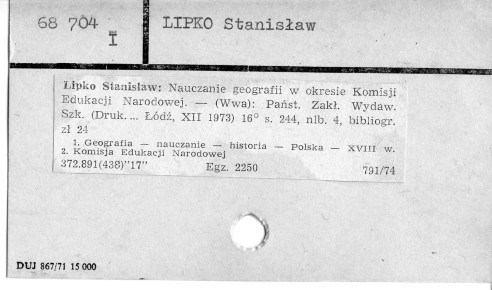 68 704 I LIPKO Stanisław
Lipko Stanisław: Nauczanie geografii w okresie Komisji
Edukacji Narodowej. — (Wwa): Państ. Zakł. Wydaw.
Szk. (Druk. ... Łódź, XII 1973) 16° s. 244, nlb. 4, bibliogr.
zł 24
1. Geografia — nauczanie — historia — Polska — XVIII w.
2. Komisja Edukacji Narodowej
372.891(438)"17" Egz. 2250 791/74
DUJ 867/71 15 000